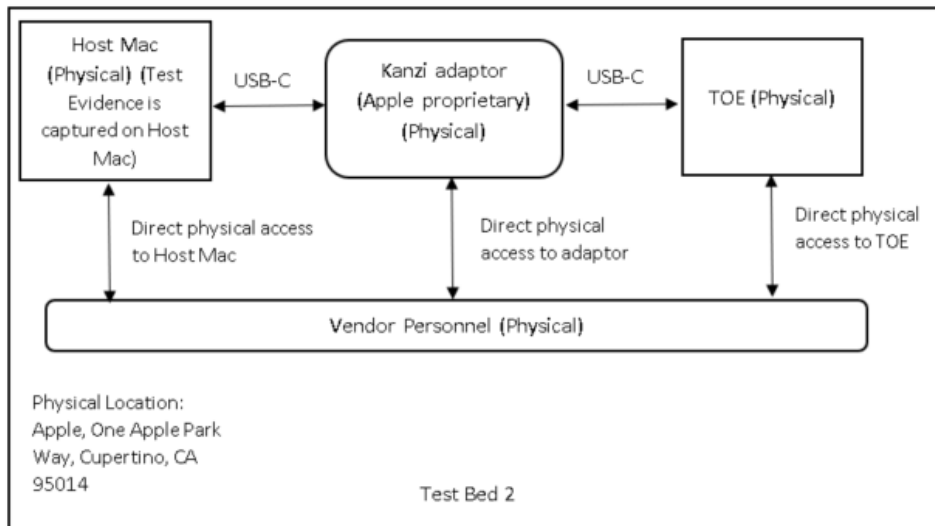 Host Mac
(Physical) (Test
Evidence is
captured on Host
Mac)
USB-C
Kanzi adaptor
(Apple proprietary)
(Physical)
USB-C
TOE (Physical)
Direct physical access
to Host Mac
Direct physical
access to adaptor
Direct physical
access to TOE
Vendor Personnel (Physical)
Physical Location:
Apple, One Apple Park
Way, Cupertino, CA
95014
Test Bed 2